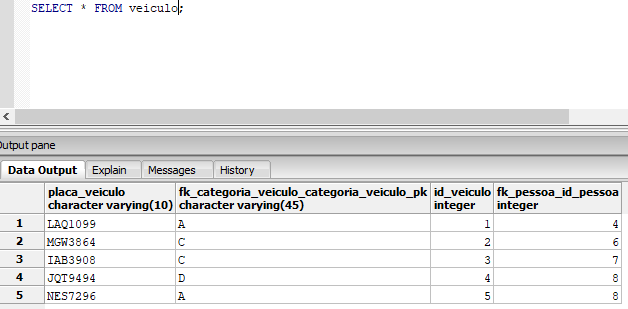 SELECT * FROM veiculo;
Output pane
Data Output Explain Messages History
placa_veiculo fk_categoria_veiculo_categoria_veiculo_pk id_veiculo fk_pessoa_id_pessoa
character varying(10) character varying(45) integer integer
1 LAQ1099 A 1 4
2 MGW3864 C 2 6
3 IAB3908 C 3 7
4 JQT9494 D 4 8
5 NES7296 A 5 8